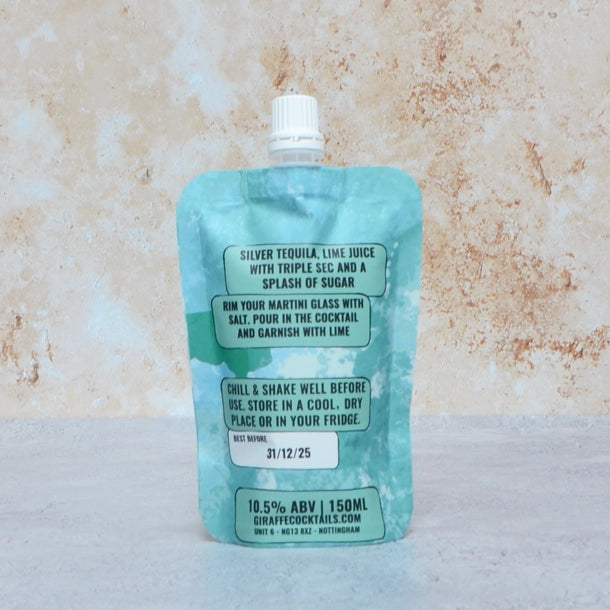 SILVER TEQUILA, LIME JUICE
WITH TRIPLE SEC AND A
SPLASH OF SUGAR
RIM YOUR MARTINI GLASS WITH
SALT. POUR IN THE COCKTAIL
AND GARNISH WITH LIME
CHILL & SHAKE WELL BEFORE
USE. STORE IN A COOL, DRY
PLACE OR IN YOUR FRIDGE.
BEST BEFORE
31/12/25
10.5% ABV | 150ML
GIRAFFECOCKTAILS.COM
UNIT 6 - NG13 8XZ - NOTTINGHAM